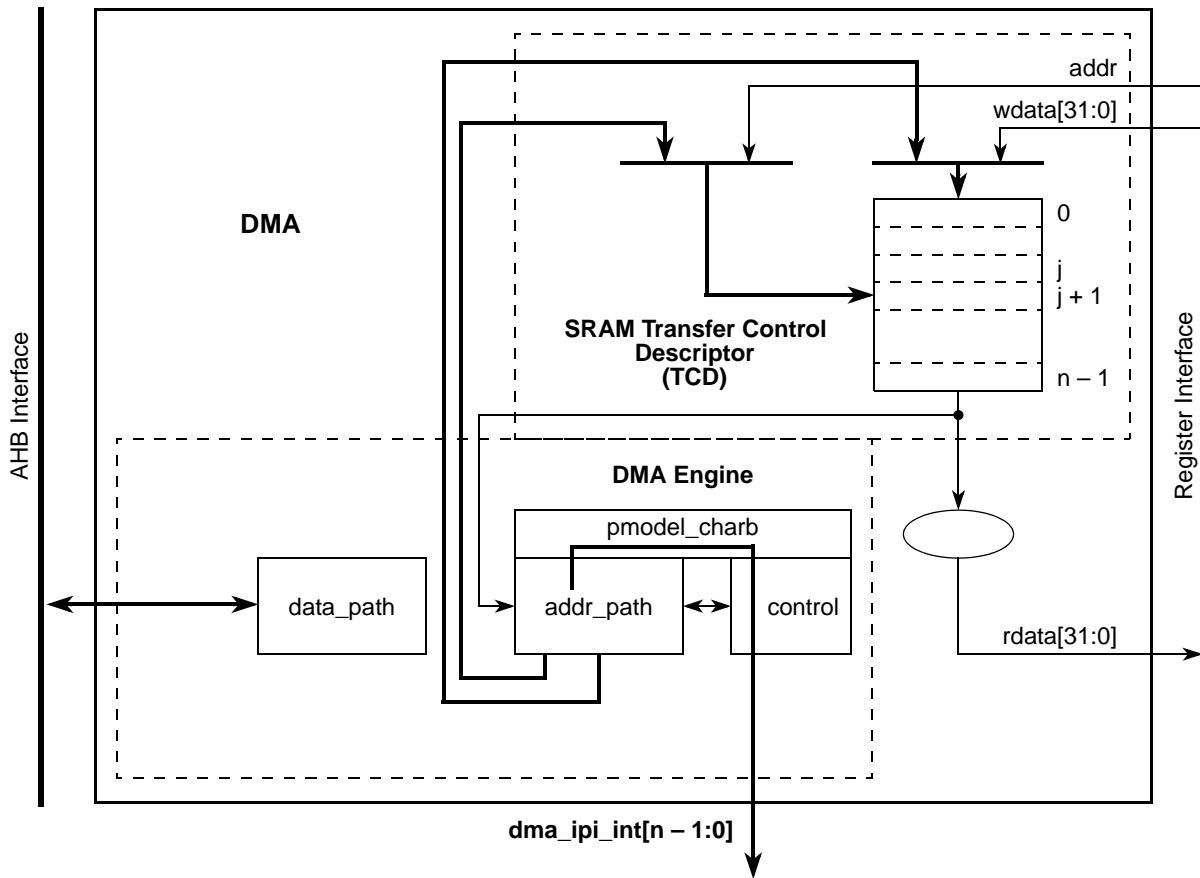 addr
wdata[31:0]
DMA
0
j
j + 1
n – 1
SRAM Transfer Control
Descriptor
(TCD)
AHB Interface
Register Interface
DMA Engine
pmodel_charb
data_path
addr_path
control
rdata[31:0]
dma_ipi_int[n – 1:0]